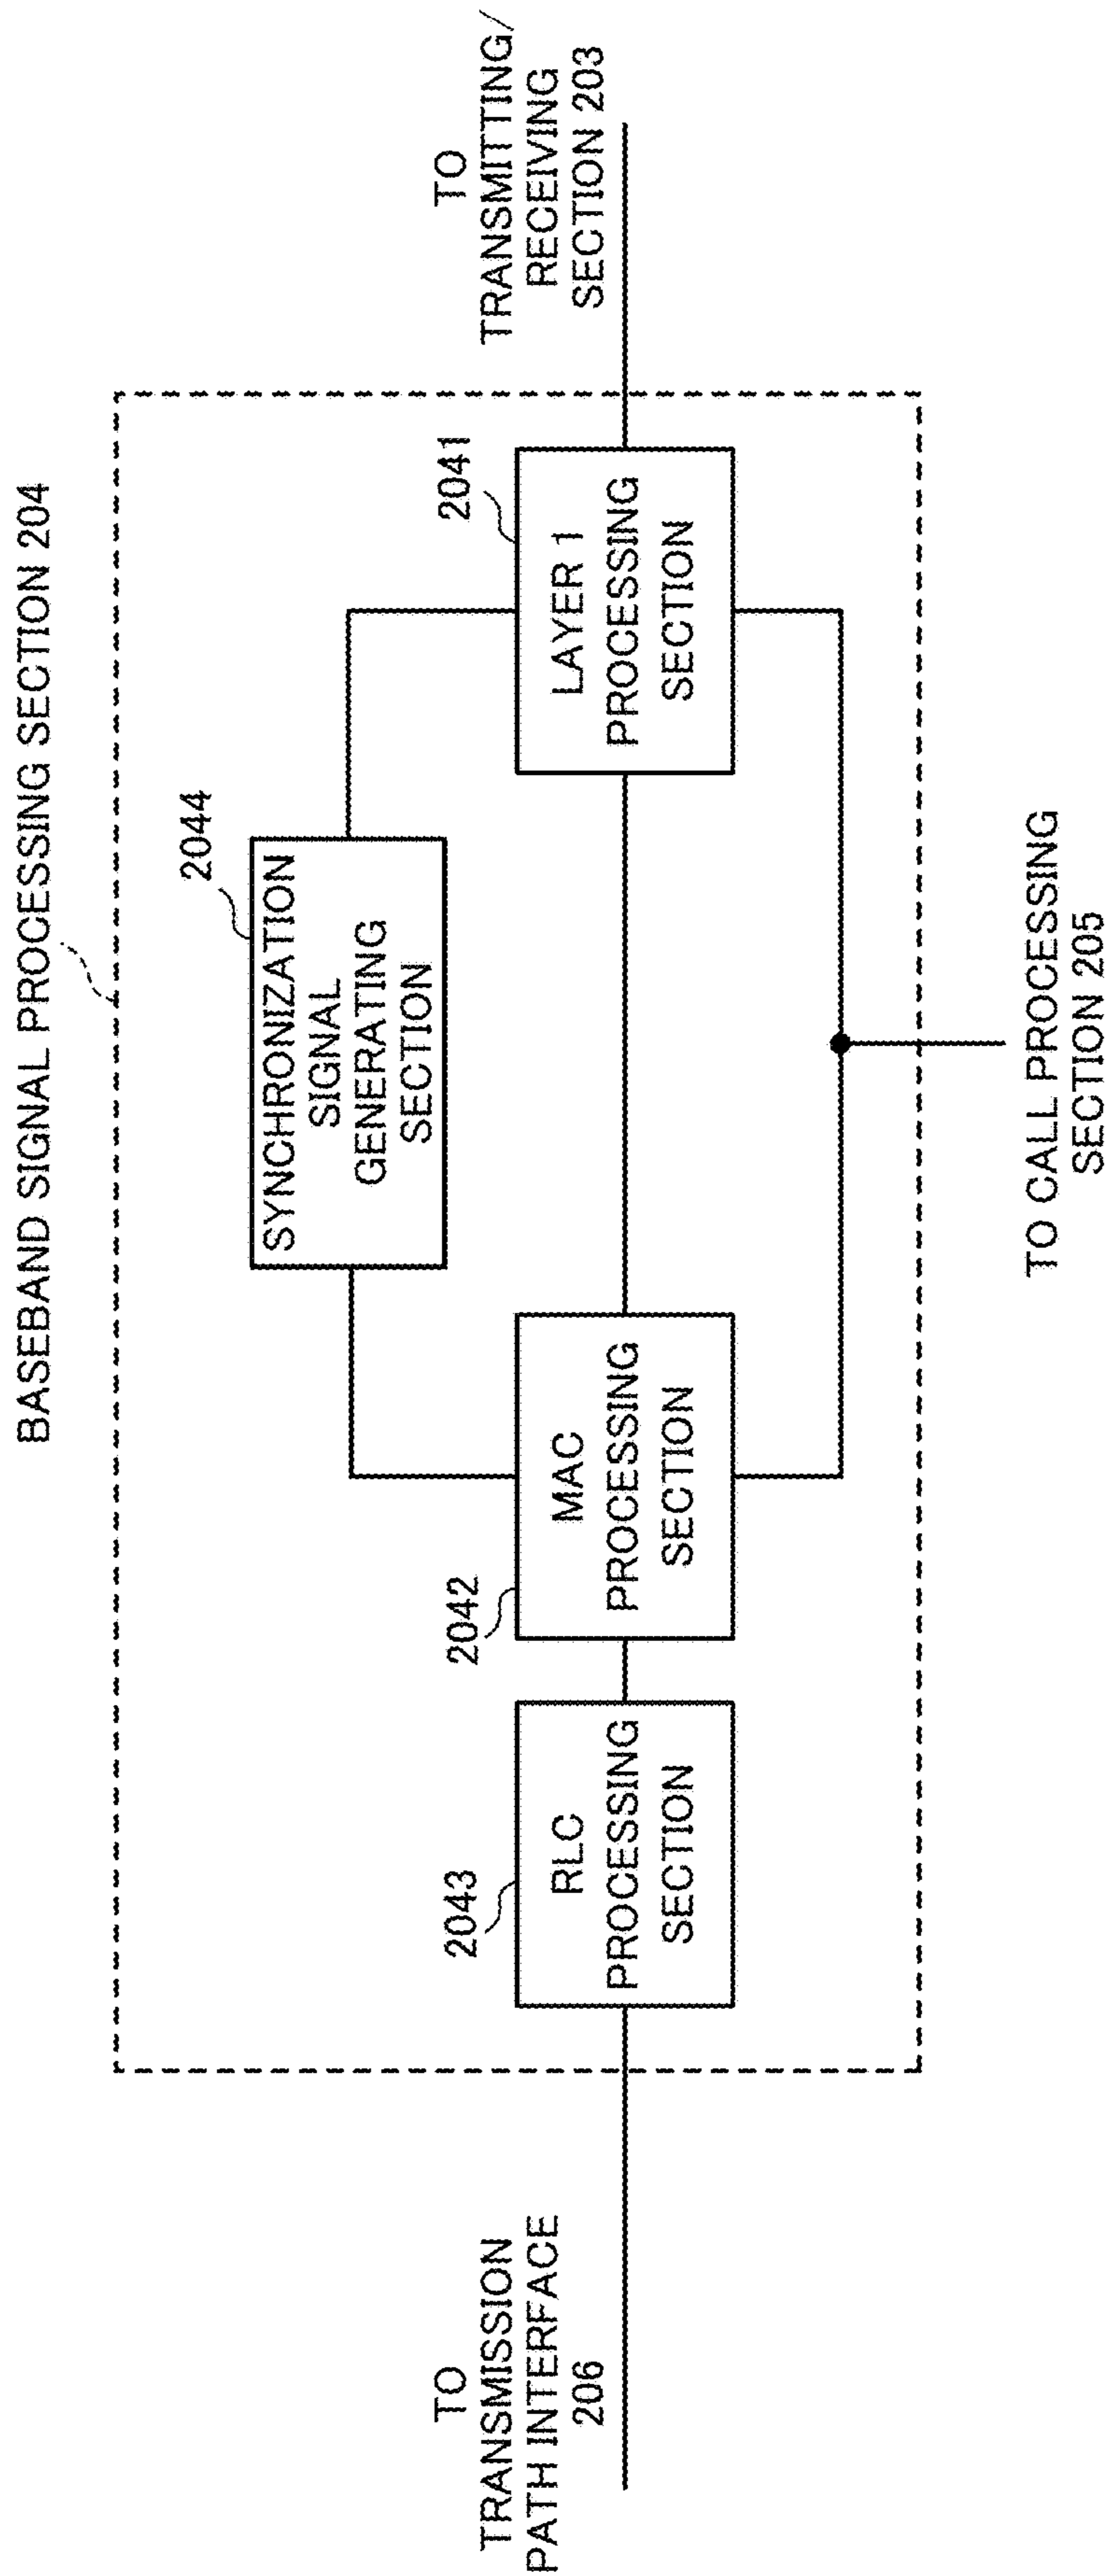 BASEBAND SIGNAL PROCESSING SECTION 204
2044
SYNCHRONIZATION
SIGNAL
GENERATING
SECTION
TO
TRANSMISSION
PATH INTERFACE
206
2043
RLC
PROCESSING
SECTION
2042
MAC
PROCESSING
SECTION
2041
LAYER 1
PROCESSING
SECTION
TO
TRANSMITTING/
RECEIVING
SECTION 203
TO CALL PROCESSING
SECTION 205